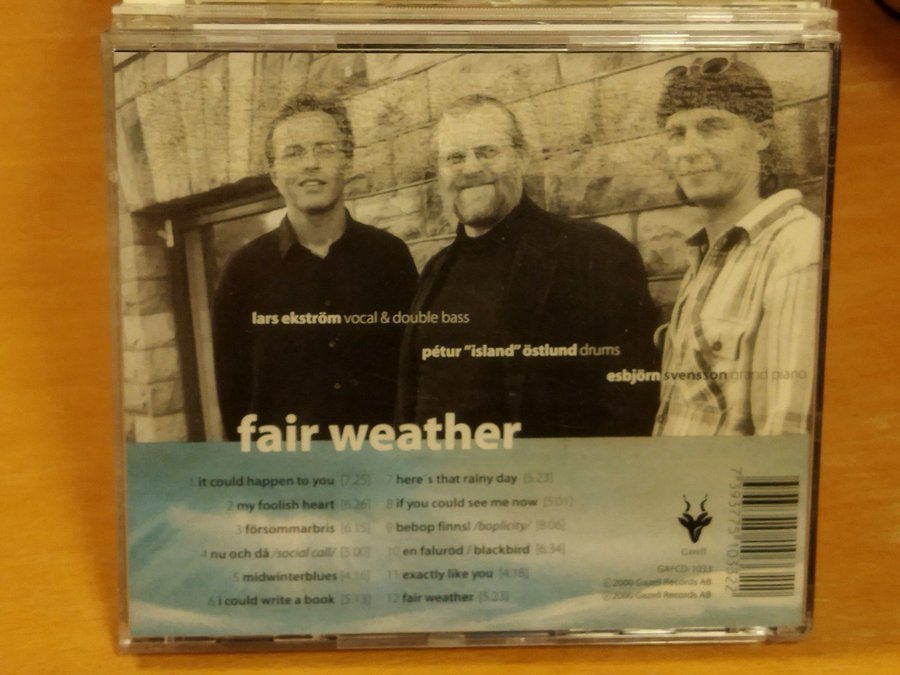 lars ekström vocal & double bass
pétur "island" östlund drums
esbjörn svensson grand piano
fair weather
1 it could happen to you [7.25]
2 my foolish heart [6.26]
3 försommarbris [6.15]
4 nu och då /social call/ [5.00]
5 midwinterblues [4.16]
6 i could write a book [5.13]
7 here´s that rainy day [5.23]
8 if you could see me now [5.01]
9 bebop finns! /boplicity/ [8.06]
10 en faluröd / blackbird [6.34]
11 exactly like you [4.18]
12 fair weather [5.23]
Gazell
GAFCD-1033
©2000 Gazell Records AB
℗2000 Gazell Records AB